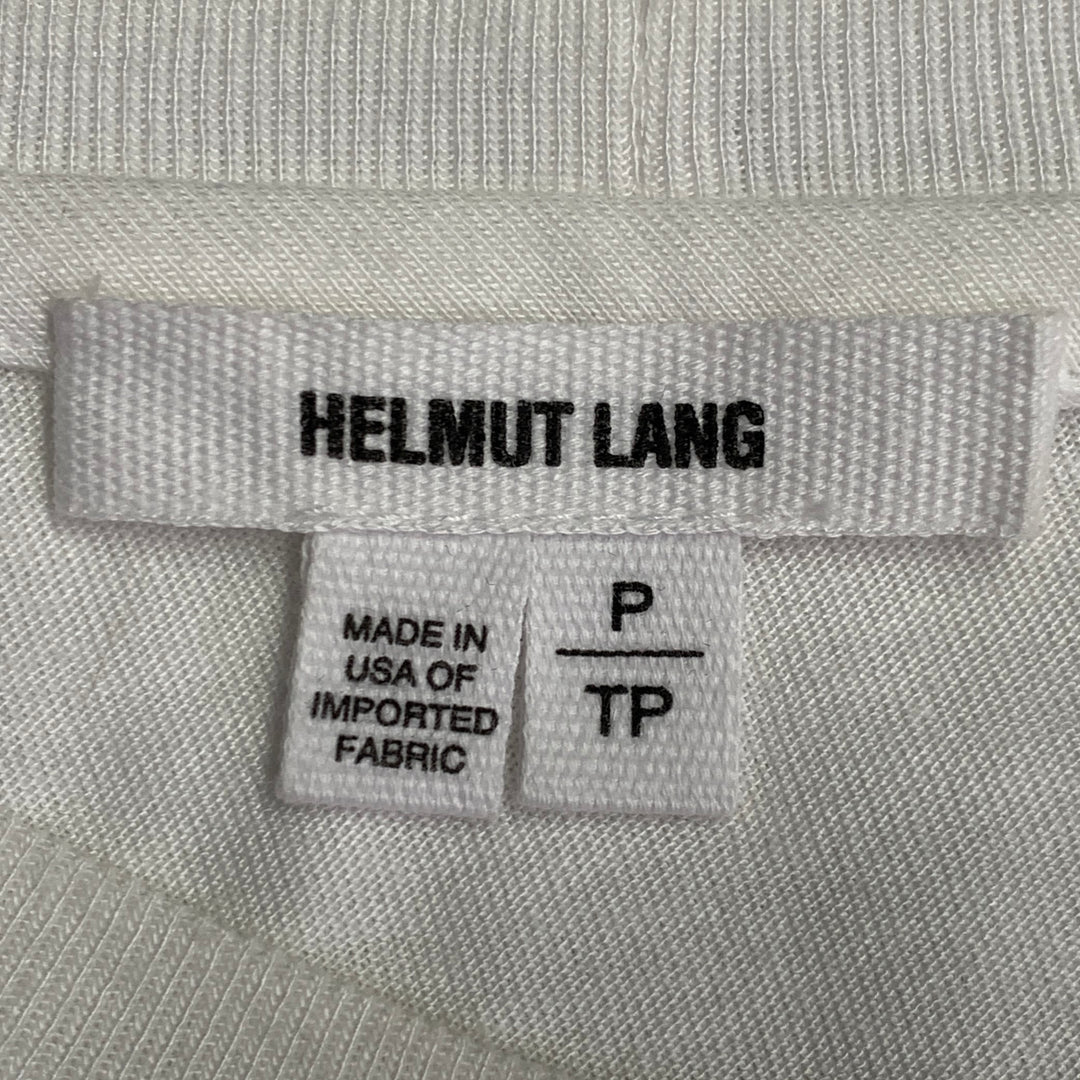 HELMUT LANG
MADE IN
USA OF
IMPORTED
FABRIC
P
TP